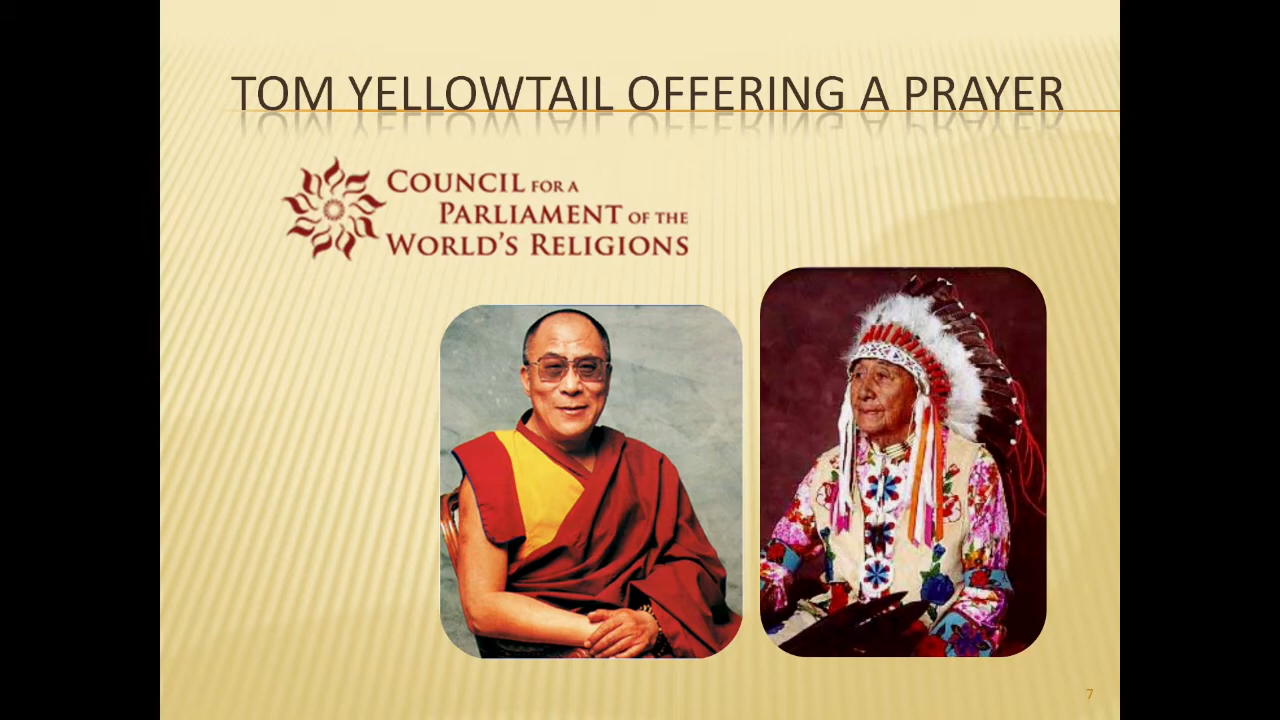 TOM YELLOWTAIL OFFERING A PRAYER
COUNCIL FOR A
PARLIAMENT OF THE
WORLD'S RELIGIONS
7